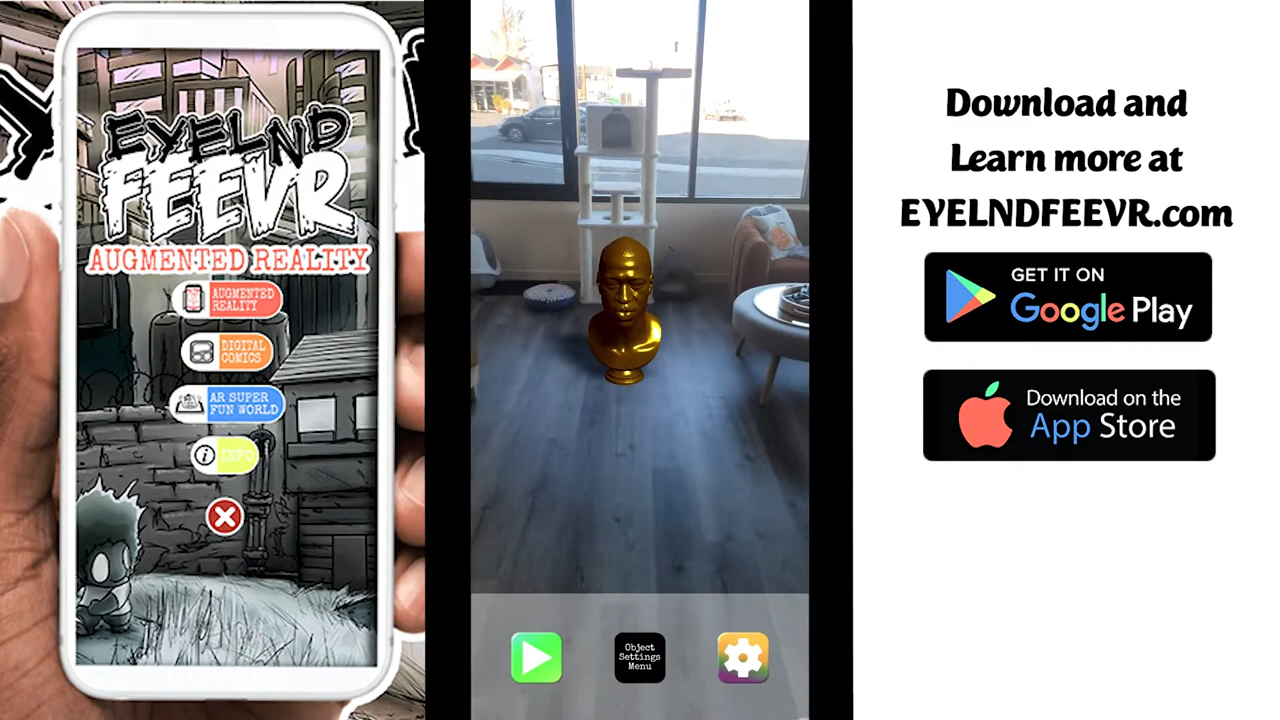 EYELND
FEEVR
AUGMENTED REALITY
AUGMENTED
REALITY
DIGITAL
COMICS
AR SUPER
FUN WORLD
INFO
Object
Settings
Menu
Download and
Learn more at
EYELNDFEEVR.com
GET IT ON
Google Play
Download on the
App Store